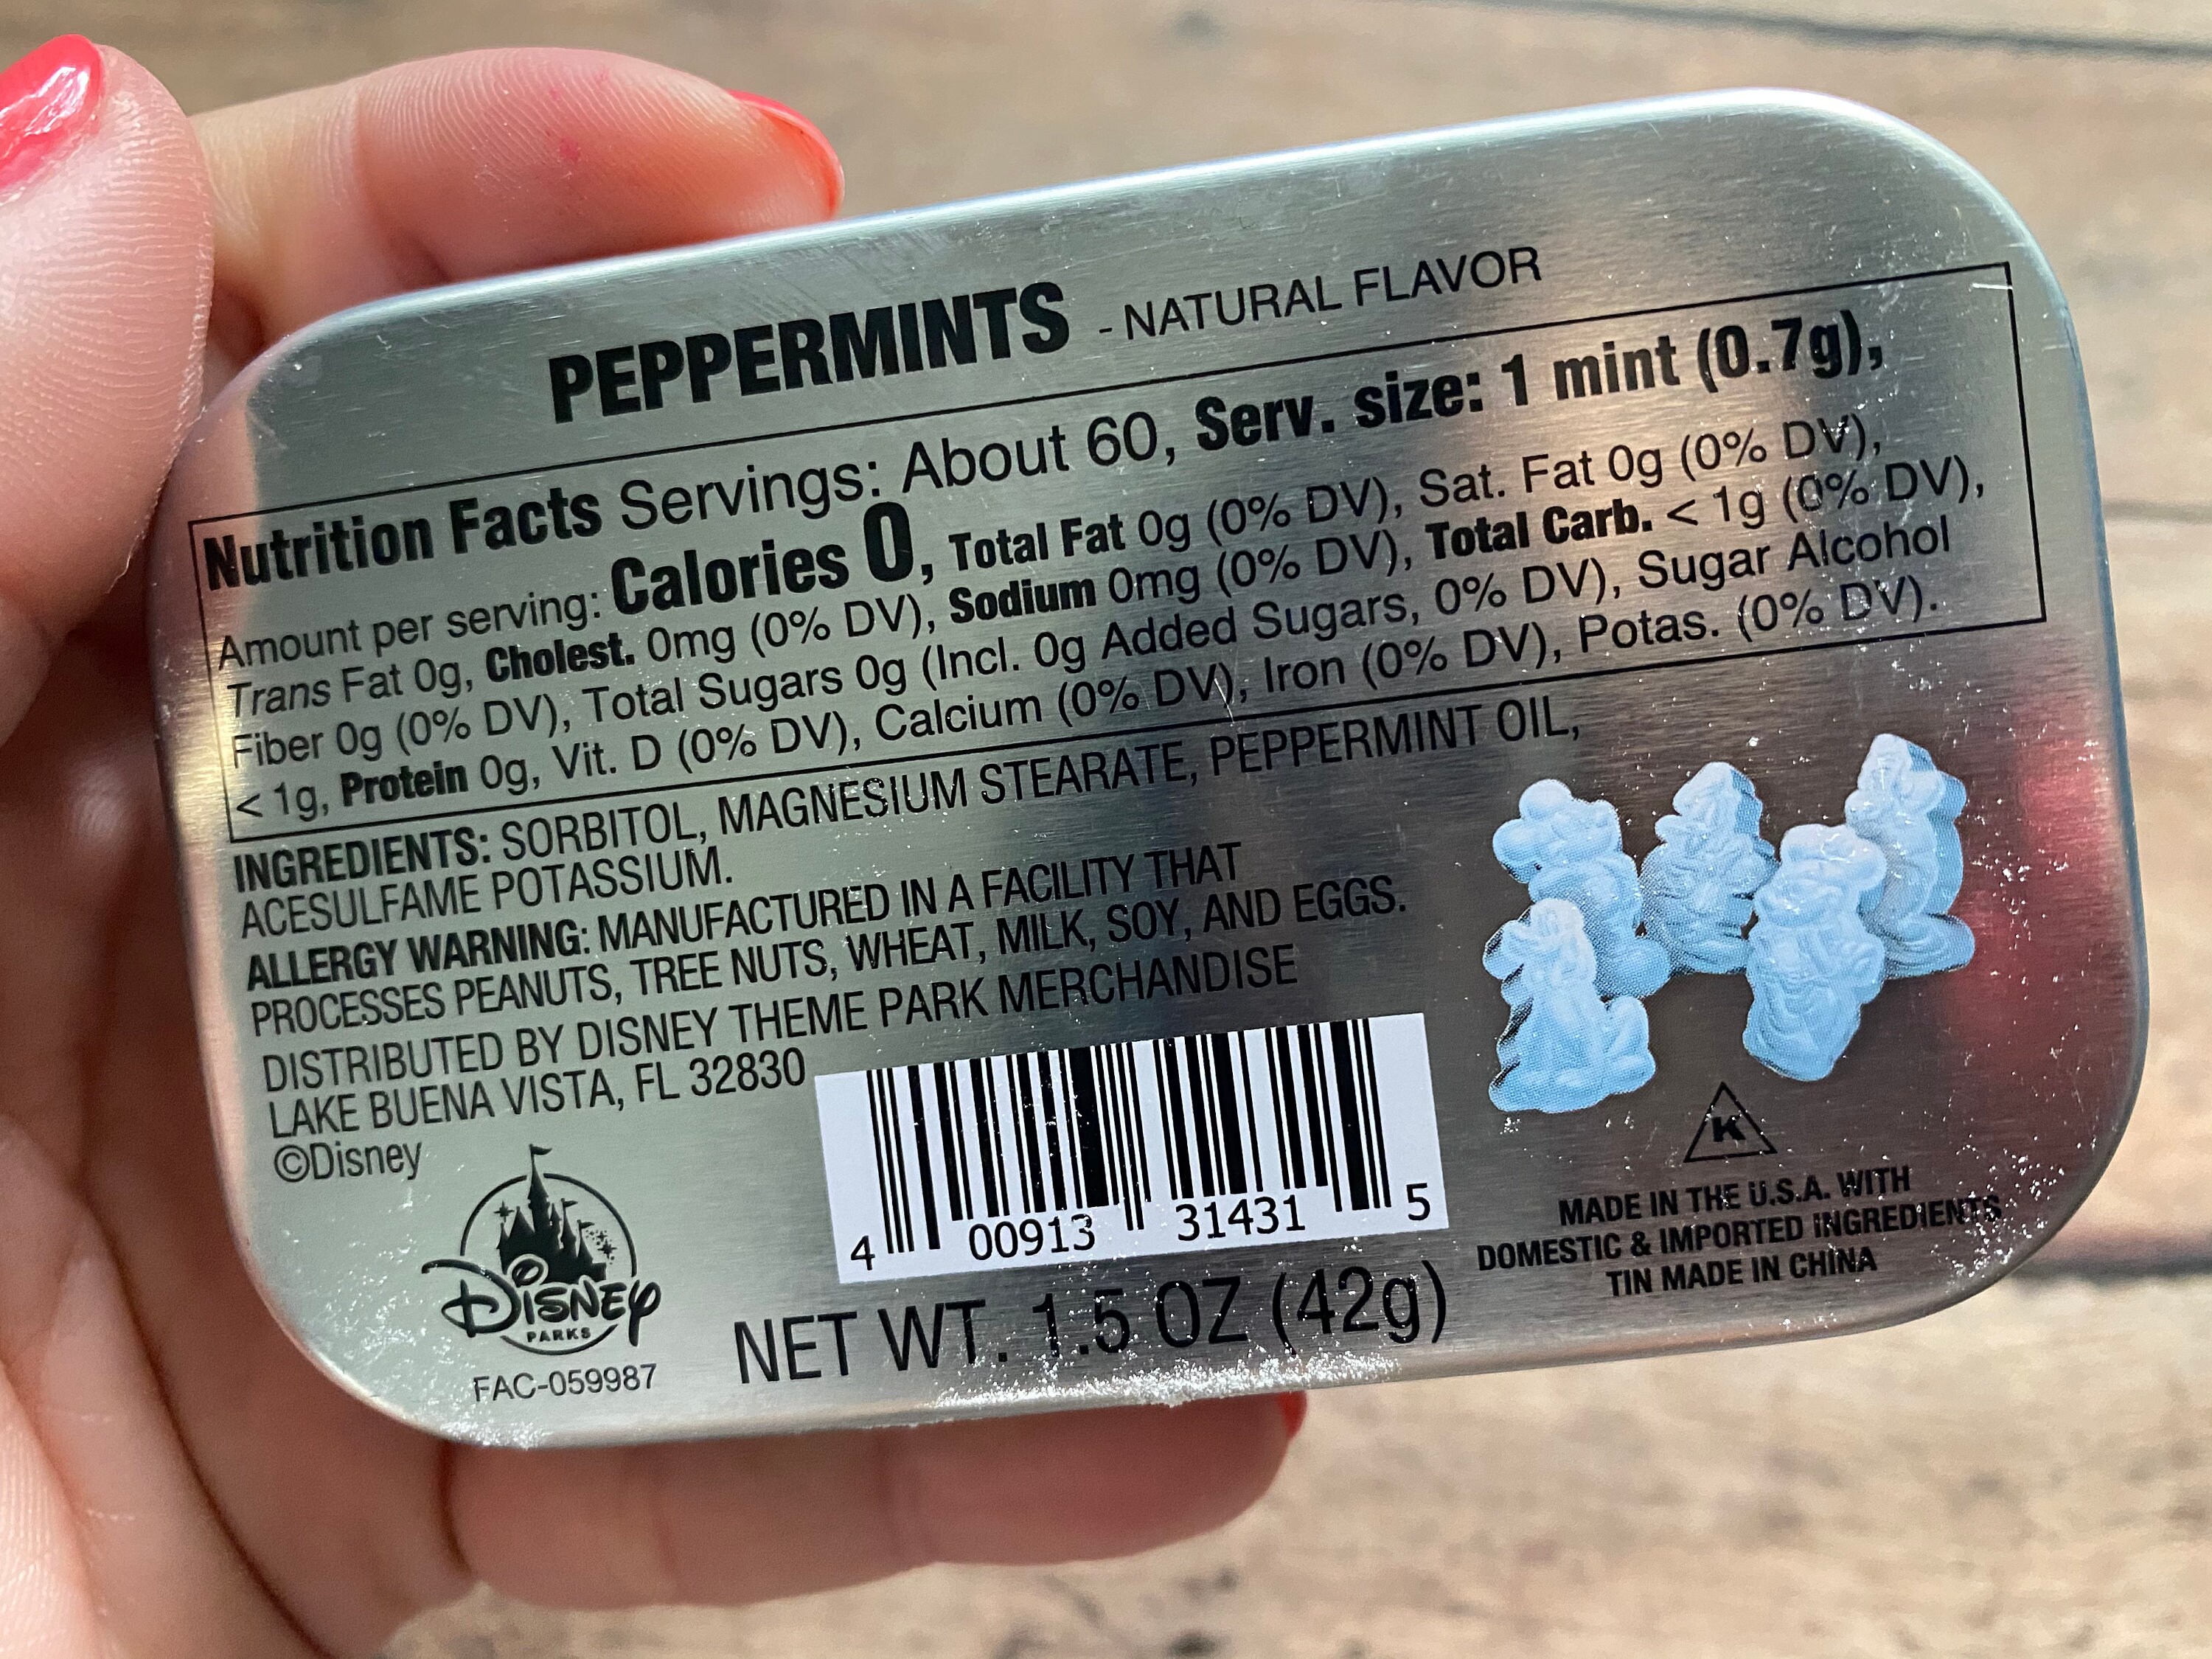 PEPPERMINTS - NATURAL FLAVOR
Nutrition Facts Servings: About 60, Serv. size: 1 mint (0.7g),
Amount per serving: Calories 0, Total Fat 0g (0% DV), Sat. Fat 0g (0% DV),
Trans Fat 0g, Cholest. 0mg (0% DV), Sodium 0mg (0% DV), Total Carb. < 1g (0% DV),
Fiber 0g (0% DV), Total Sugars 0g (Incl. 0g Added Sugars, 0% DV), Sugar Alcohol
< 1g, Protein 0g, Vit. D (0% DV), Calcium (0% DV), Iron (0% DV), Potas. (0% DV).
INGREDIENTS: SORBITOL, MAGNESIUM STEARATE, PEPPERMINT OIL,
ACESULFAME POTASSIUM.
ALLERGY WARNING: MANUFACTURED IN A FACILITY THAT
PROCESSES PEANUTS, TREE NUTS, WHEAT, MILK, SOY, AND EGGS.
DISTRIBUTED BY DISNEY THEME PARK MERCHANDISE
LAKE BUENA VISTA, FL 32830
©Disney
Disney
PARKS
FAC-059987
4 00913 31431 5
NET WT. 1.5 OZ (42g)
K
MADE IN THE U.S.A. WITH
DOMESTIC & IMPORTED INGREDIENTS
TIN MADE IN CHINA